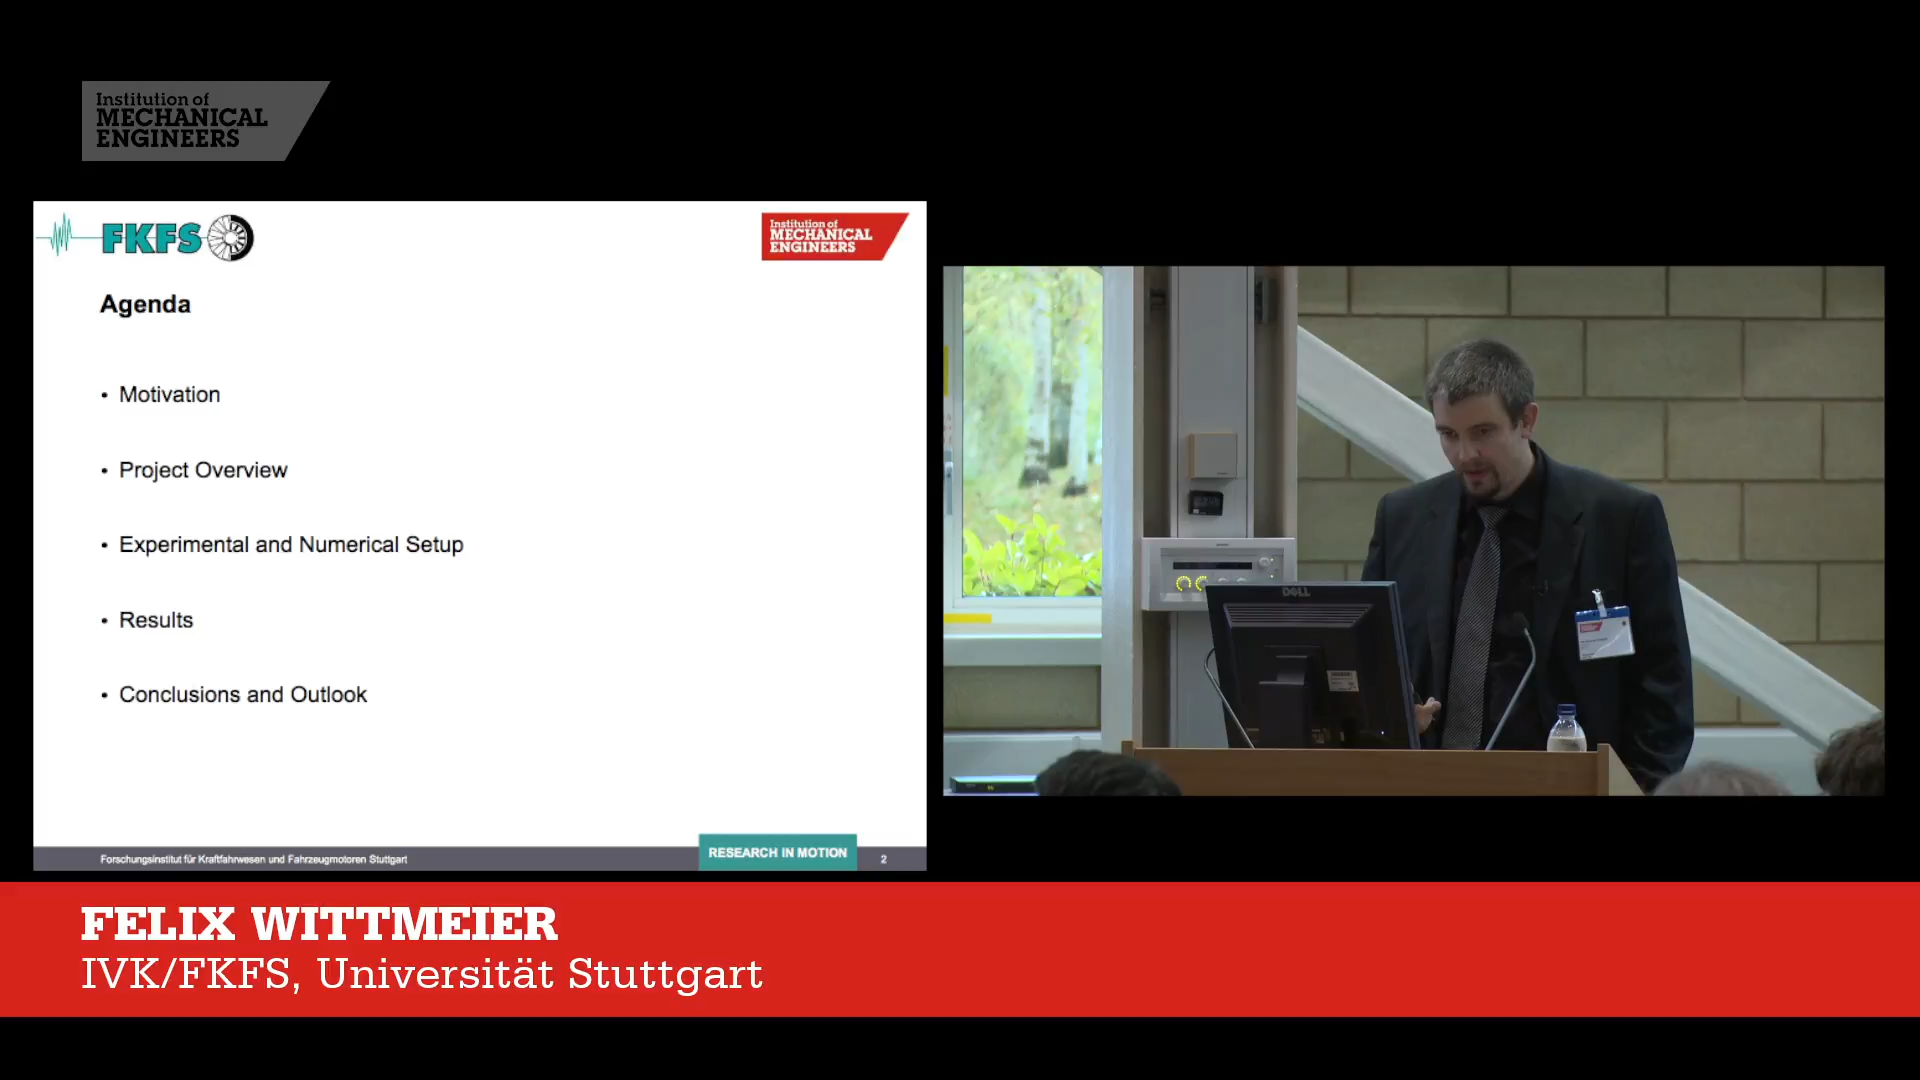 Institution of
MECHANICAL
ENGINEERS
FKFS
Institution of
MECHANICAL
ENGINEERS
Agenda
• Motivation
• Project Overview
• Experimental and Numerical Setup
• Results
• Conclusions and Outlook
Forschungsinstitut für Kraftfahrwesen und Fahrzeugmotoren Stuttgart
RESEARCH IN MOTION
2
DELL
FELIX WITTMEIER
IVK/FKFS, Universität Stuttgart